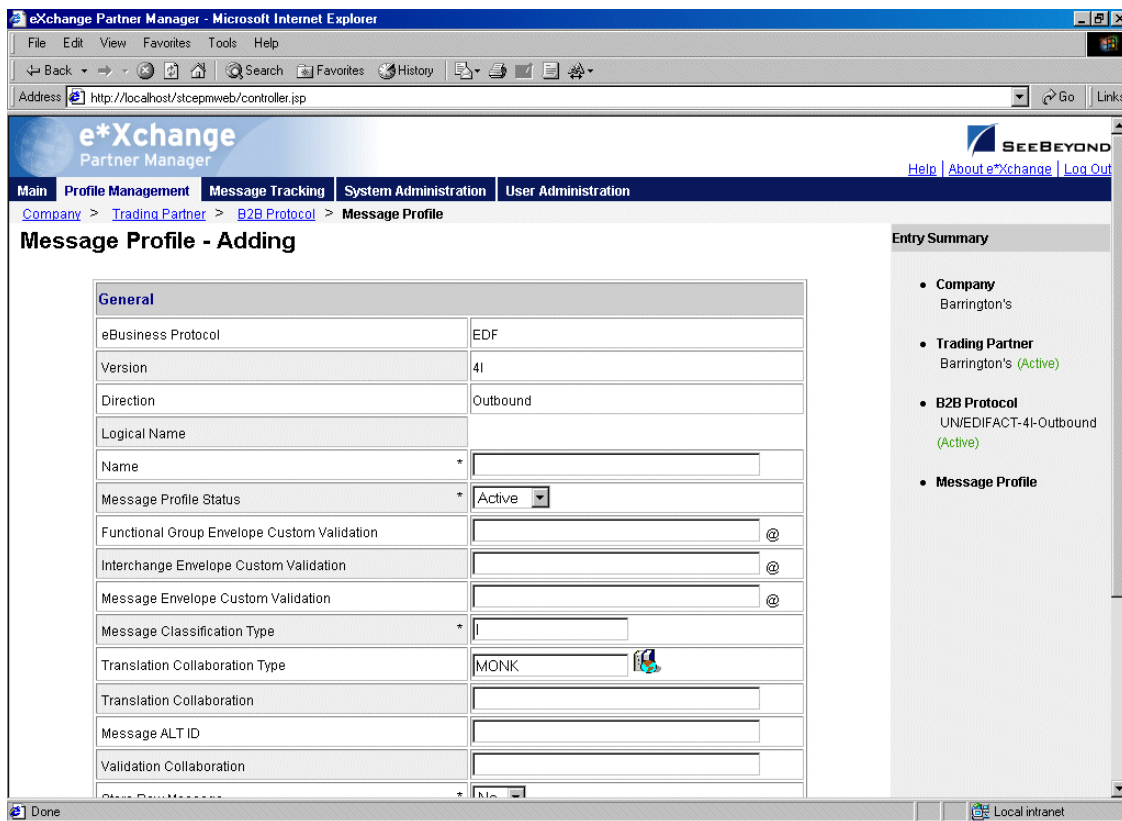 eXchange Partner Manager - Microsoft Internet Explorer
File Edit View Favorites Tools Help
Back Search Favorites History
Address http://localhost/stcepmweb/controller.jsp Go Links
e*Xchange
Partner Manager
SEEBEYOND
Help | About e*Xchange | Log Out
Main Profile Management Message Tracking System Administration User Administration
Company > Trading Partner > B2B Protocol > Message Profile
Message Profile - Adding
General
eBusiness Protocol EDF
Version 4I
Direction Outbound
Logical Name
Name *
Message Profile Status * Active
Functional Group Envelope Custom Validation @
Interchange Envelope Custom Validation @
Message Envelope Custom Validation @
Message Classification Type * I
Translation Collaboration Type MONK
Translation Collaboration
Message ALT ID
Validation Collaboration
Store Raw Message * No
Entry Summary
• Company
Barrington's
• Trading Partner
Barrington's (Active)
• B2B Protocol
UN/EDIFACT-4I-Outbound
(Active)
• Message Profile
Done Local intranet